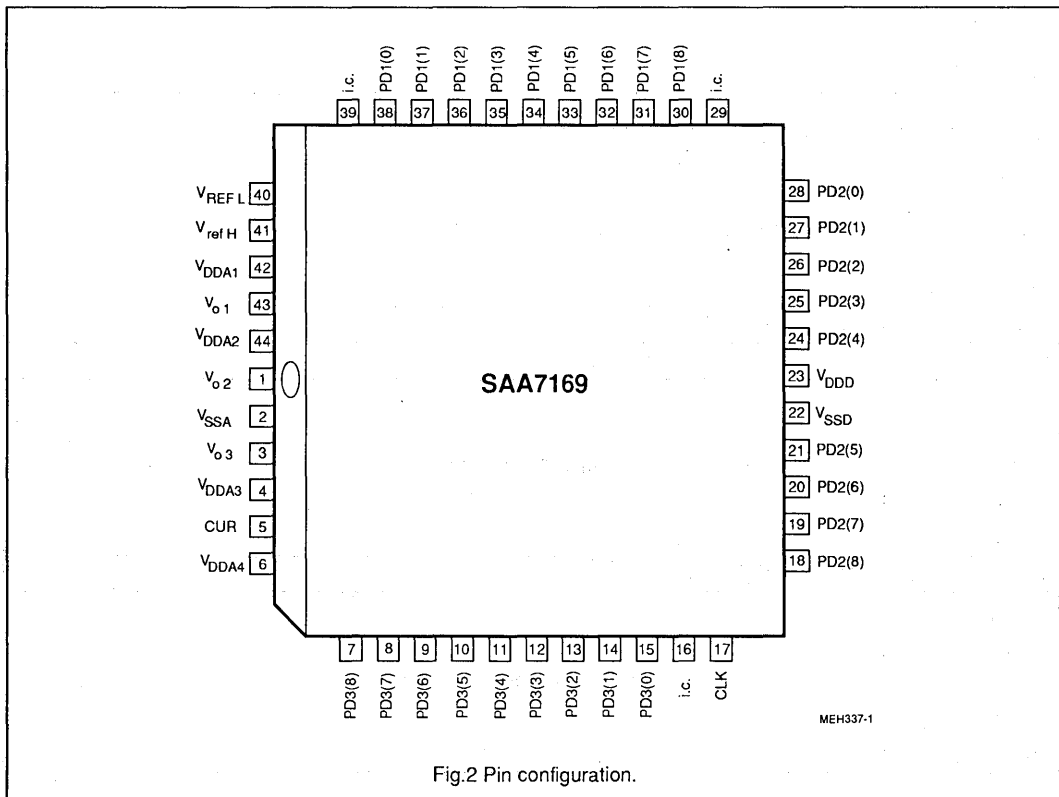 i.c. PD1(0) PD1(1) PD1(2) PD1(3) PD1(4) PD1(5) PD1(6) PD1(7) PD1(8) i.c.
39 38 37 36 35 34 33 32 31 30 29
VREF L 40
Vref H 41
VDDA1 42
Vo 1 43
VDDA2 44
Vo 2 1
VSSA 2
Vo 3 3
VDDA3 4
CUR 5
VDDA4 6
SAA7169
28 PD2(0)
27 PD2(1)
26 PD2(2)
25 PD2(3)
24 PD2(4)
23 VDDD
22 VSSD
21 PD2(5)
20 PD2(6)
19 PD2(7)
18 PD2(8)
7 8 9 10 11 12 13 14 15 16 17
PD3(8) PD3(7) PD3(6) PD3(5) PD3(4) PD3(3) PD3(2) PD3(1) PD3(0) i.c. CLK
MEH337-1
Fig.2 Pin configuration.